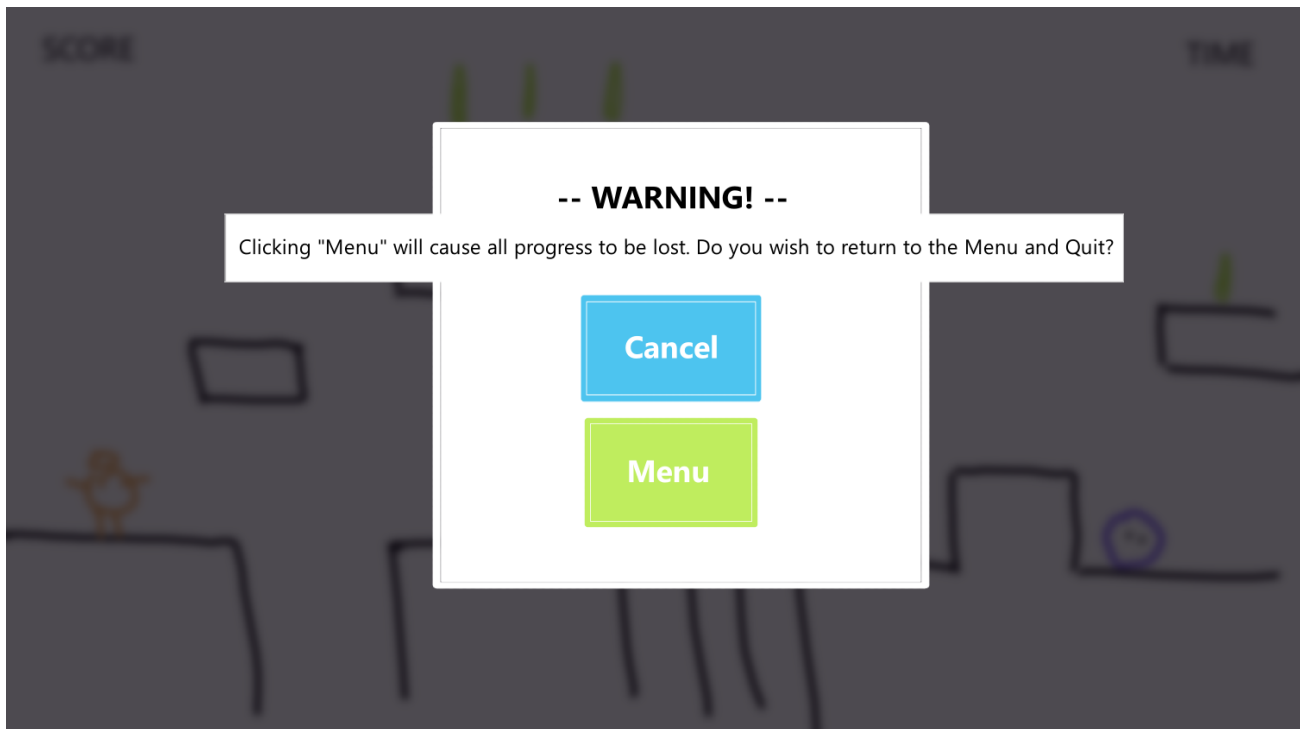 SCORE
TIME
-- WARNING! --
Clicking "Menu" will cause all progress to be lost. Do you wish to return to the Menu and Quit?
Cancel
Menu